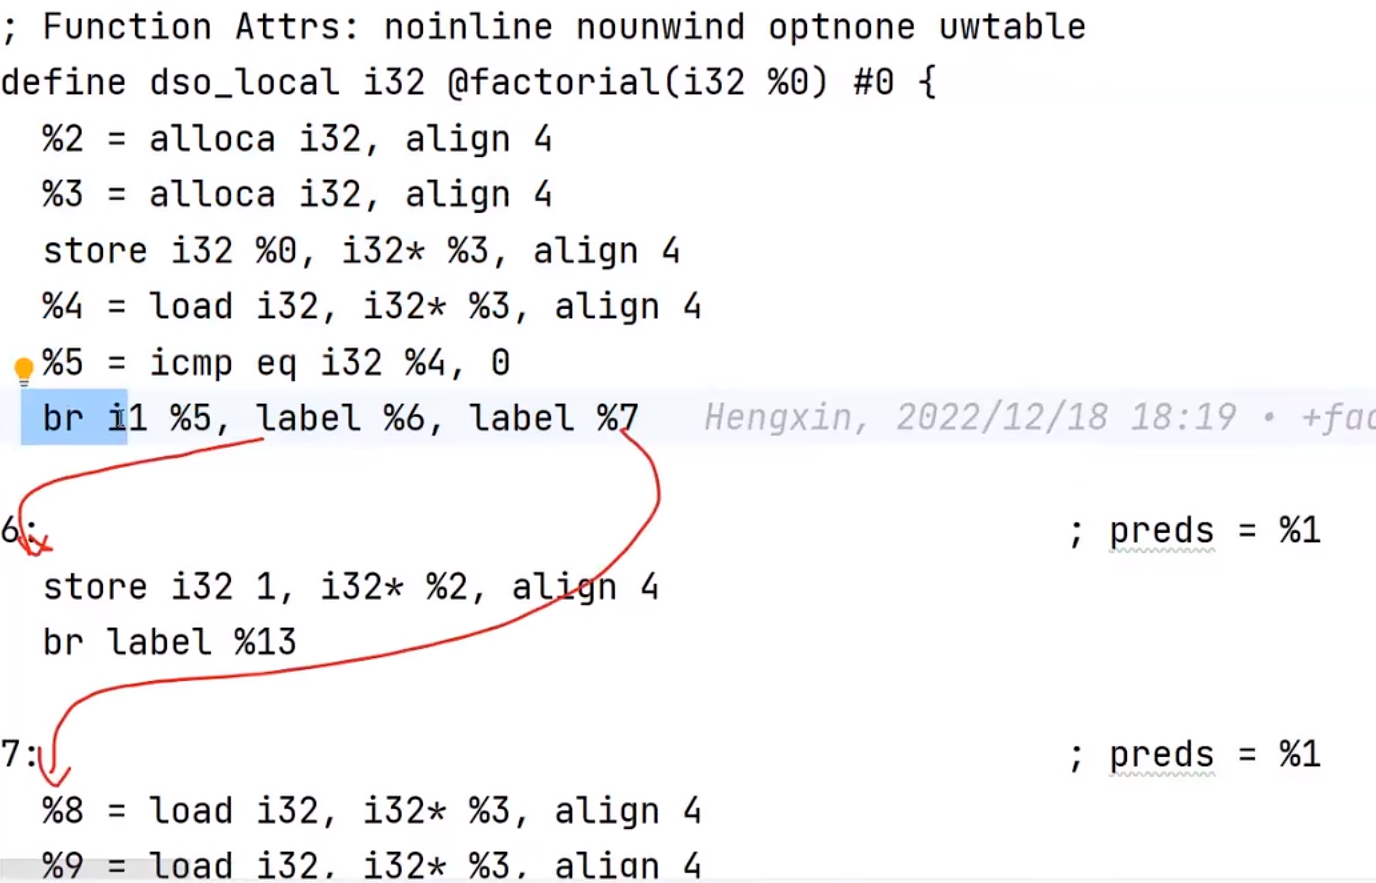 ; Function Attrs: noinline nounwind optnone uwtable
define dso_local i32 @factorial(i32 %0) #0 {
%2 = alloca i32, align 4
%3 = alloca i32, align 4
store i32 %0, i32* %3, align 4
%4 = load i32, i32* %3, align 4
%5 = icmp eq i32 %4, 0
br i1 %5, label %6, label %7 Hengxin, 2022/12/18 18:19 • +fac
6: ; preds = %1
store i32 1, i32* %2, align 4
br label %13
7: ; preds = %1
%8 = load i32, i32* %3, align 4
%9 = load i32, i32* %3, align 4